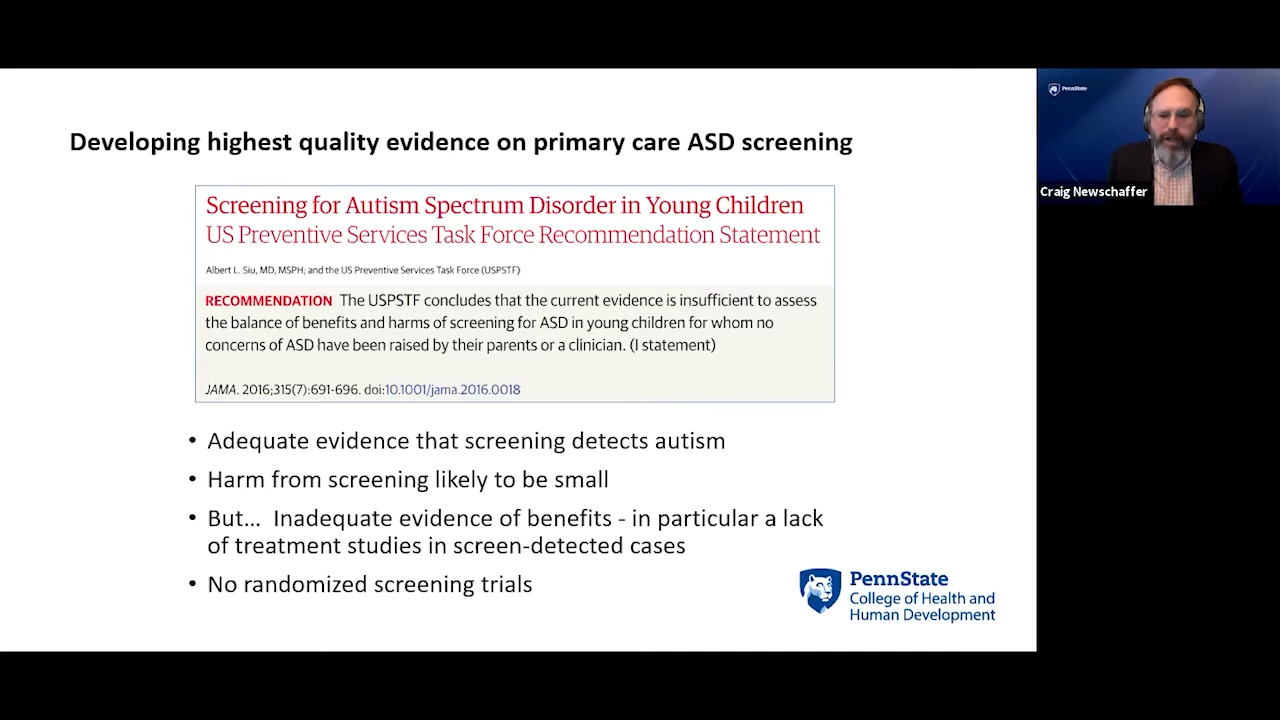 Developing highest quality evidence on primary care ASD screening
Screening for Autism Spectrum Disorder in Young Children
US Preventive Services Task Force Recommendation Statement
Albert L. Siu, MD, MSPH; and the US Preventive Services Task Force (USPSTF)
RECOMMENDATION The USPSTF concludes that the current evidence is insufficient to assess
the balance of benefits and harms of screening for ASD in young children for whom no
concerns of ASD have been raised by their parents or a clinician. (I statement)
JAMA. 2016;315(7):691-696. doi:10.1001/jama.2016.0018
• Adequate evidence that screening detects autism
• Harm from screening likely to be small
• But... Inadequate evidence of benefits - in particular a lack
of treatment studies in screen-detected cases
• No randomized screening trials
PennState
College of Health and
Human Development
PennState
Craig Newschaffer